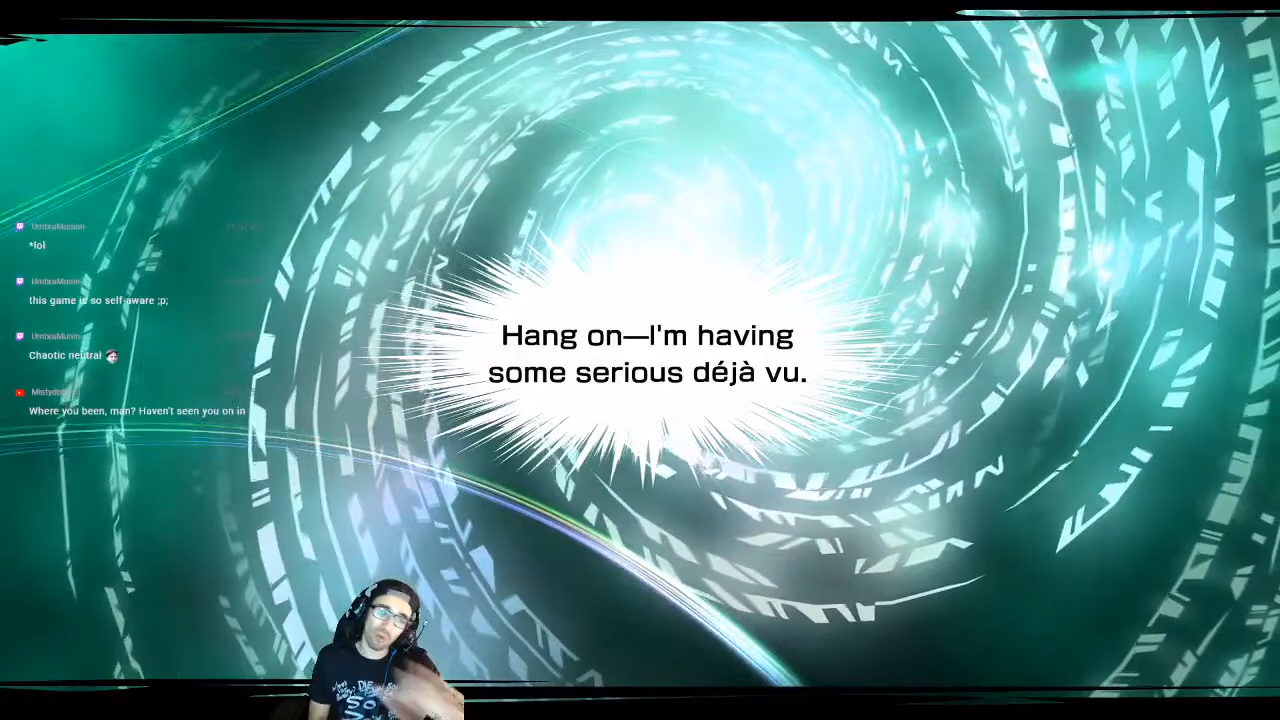 *lol
this game is so self-aware ;p;
Chaotic neutral
Where you been, man? Haven't seen you on in
Hang on—I'm having
some serious déjà vu.